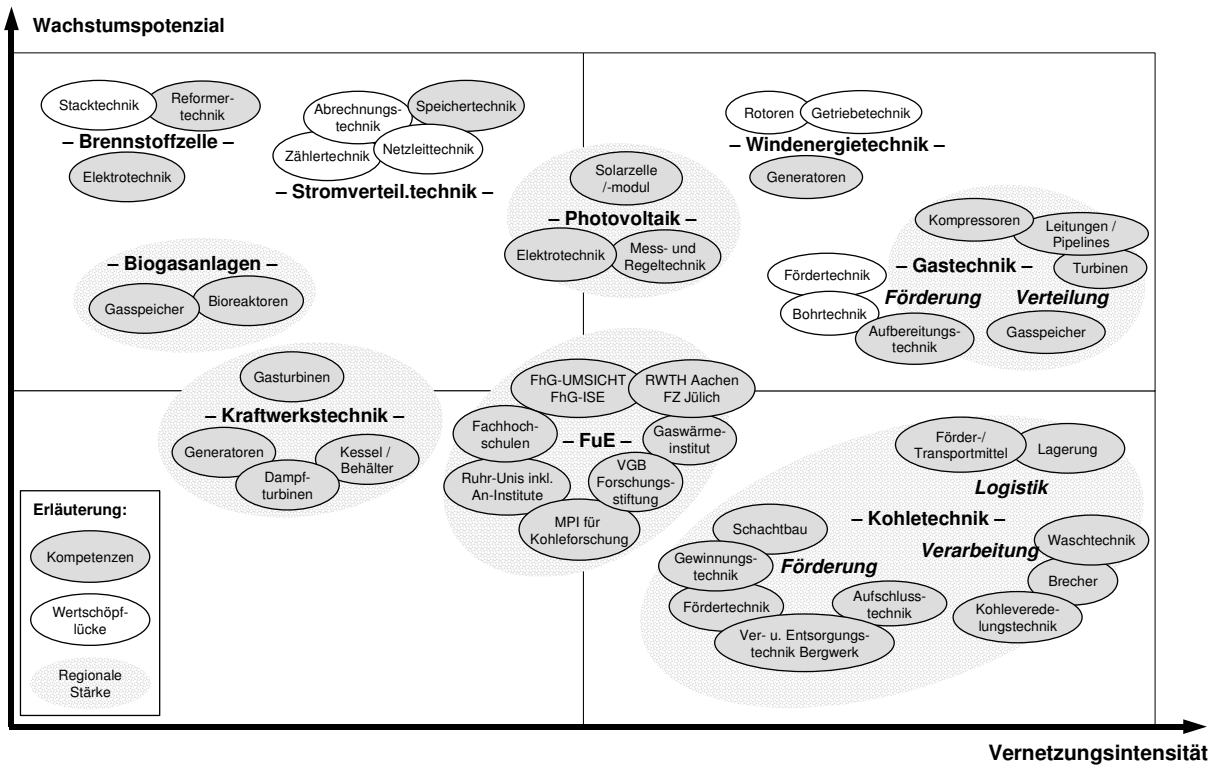 Wachstumspotenzial
Stacktechnik
Reformer-
technik
– Brennstoffzelle –
Elektrotechnik
Abrechnungs-
technik
Speichertechnik
Zählertechnik
Netzleittechnik
– Stromverteil.technik –
Solarzelle
/-modul
– Photovoltaik –
Elektrotechnik
Mess- und
Regeltechnik
Rotoren
Getriebetechnik
– Windenergietechnik –
Generatoren
Kompressoren
Leitungen /
Pipelines
– Gastechnik –
Turbinen
Fördertechnik
Bohrtechnik
Förderung
Verteilung
Aufbereitungs-
technik
Gasspeicher
– Biogasanlagen –
Gasspeicher
Bioreaktoren
Gasturbinen
– Kraftwerkstechnik –
Generatoren
Kessel /
Behälter
Dampf-
turbinen
FhG-UMSICHT
FhG-ISE
RWTH Aachen
FZ Jülich
Fachhoch-
schulen
– FuE –
Gaswärme-
institut
Ruhr-Unis inkl.
An-Institute
VGB
Forschungs-
stiftung
MPI für
Kohleforschung
Förder-/
Transportmittel
Lagerung
Logistik
– Kohletechnik –
Schachtbau
Gewinnungs-
technik
Förderung
Fördertechnik
Aufschluss-
technik
Ver- u. Entsorgungs-
technik Bergwerk
Verarbeitung
Waschtechnik
Brecher
Kohleverede-
lungstechnik
Erläuterung:
Kompetenzen
Wertschöpf-
lücke
Regionale
Stärke
Vernetzungsintensität